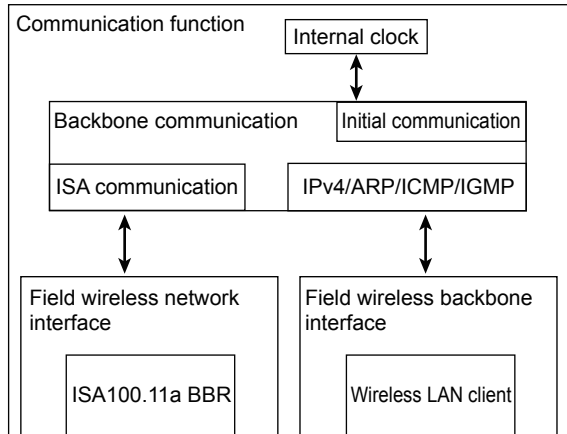 Communication function
Internal clock
Backbone communication
Initial communication
ISA communication
IPv4/ARP/ICMP/IGMP
Field wireless network
interface
Field wireless backbone
interface
ISA100.11a BBR
Wireless LAN client